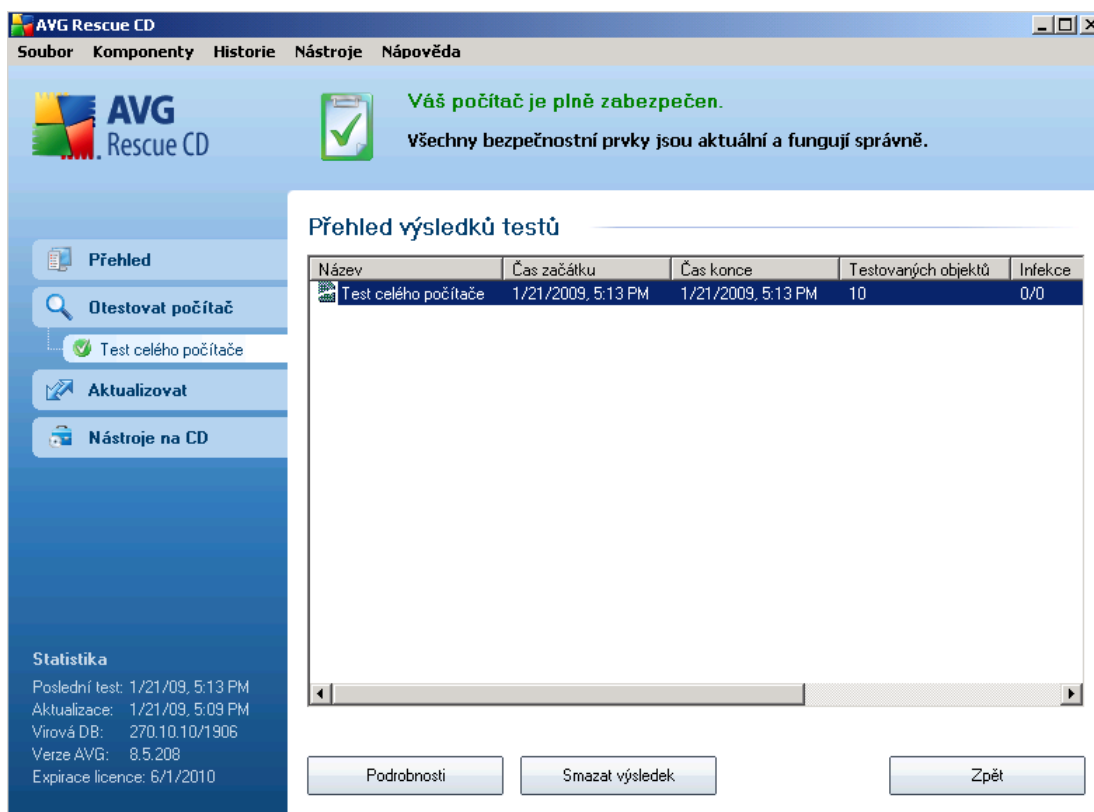 AVG Rescue CD
Soubor Komponenty Historie Nástroje Nápověda
AVG
Rescue CD
Váš počítač je plně zabezpečen.
Všechny bezpečnostní prvky jsou aktuální a fungují správně.
Přehled
Otestovat počítač
Test celého počítače
Aktualizovat
Nástroje na CD
Přehled výsledků testů
Název Čas začátku Čas konce Testovaných objektů Infekce
Test celého počítače 1/21/2009, 5:13 PM 1/21/2009, 5:13 PM 10 0/0
Statistika
Poslední test: 1/21/09, 5:13 PM
Aktualizace: 1/21/09, 5:09 PM
Virová DB: 270.10.10/1906
Verze AVG: 8.5.208
Expirace licence: 6/1/2010
Podrobnosti Smazat výsledek Zpět